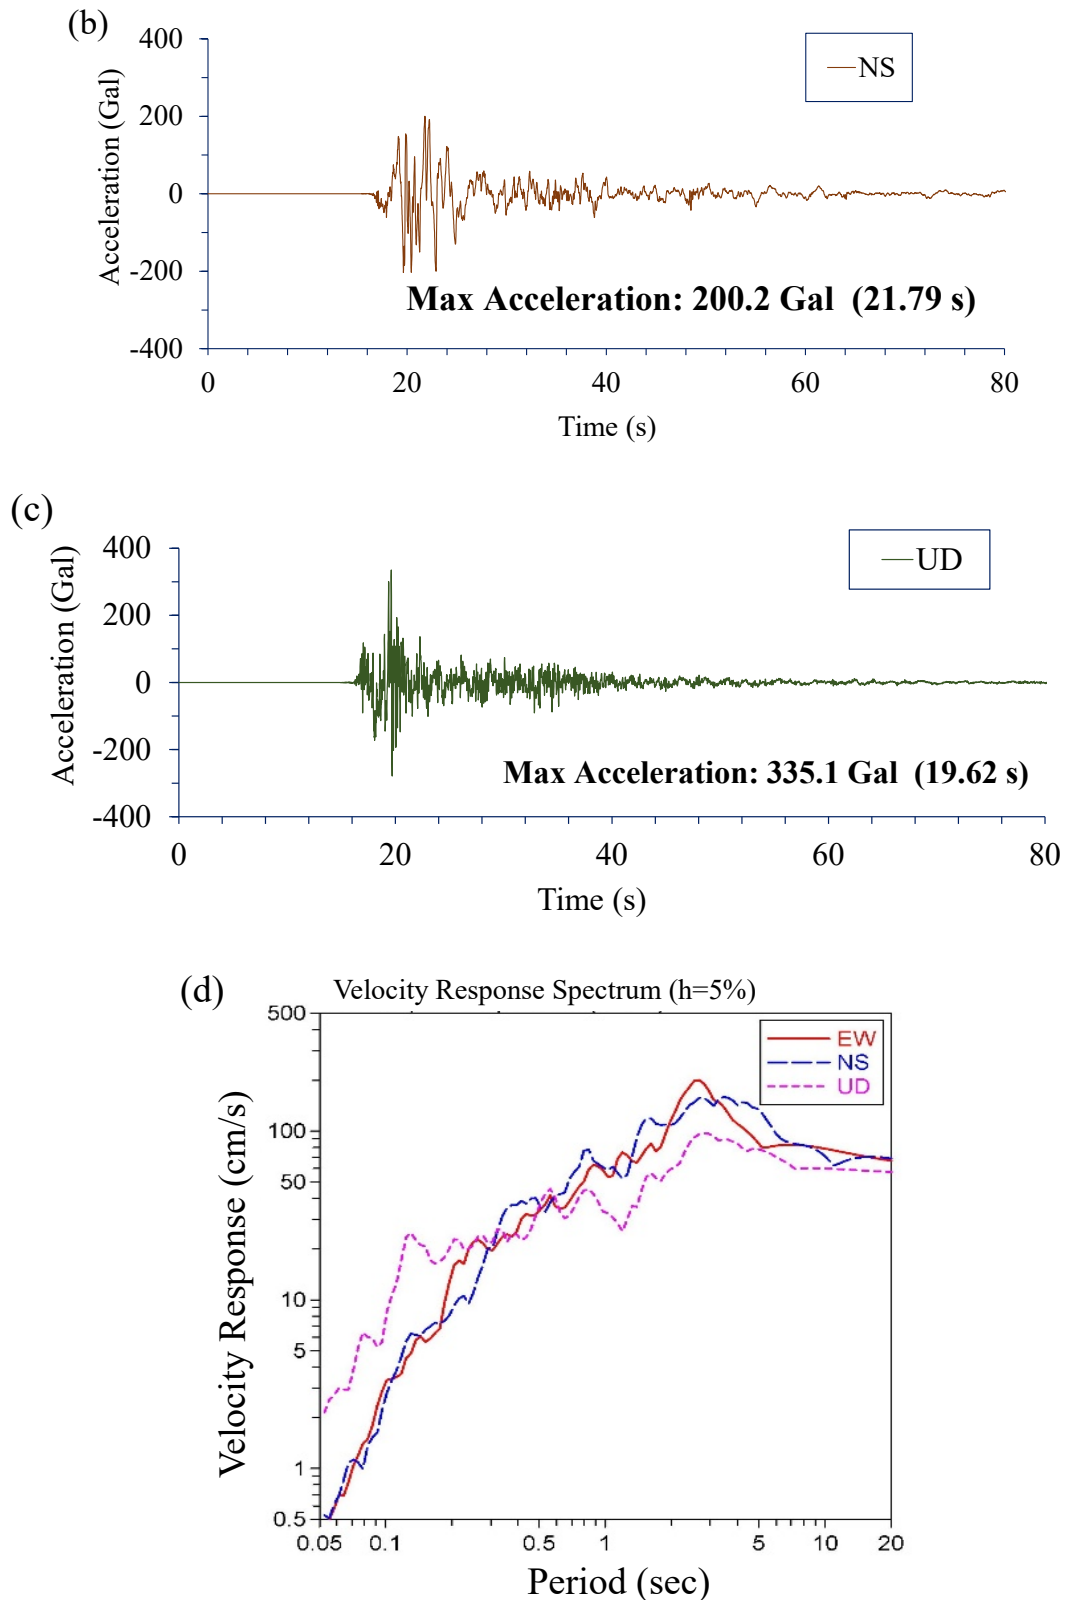 (b)
400
200
0
-200
-400
Acceleration (Gal)
NS
Max Acceleration: 200.2 Gal (21.79 s)
0 20 40 60 80
Time (s)
(c)
400
200
0
-200
-400
Acceleration (Gal)
UD
Max Acceleration: 335.1 Gal (19.62 s)
0 20 40 60 80
Time (s)
(d)
Velocity Response Spectrum (h=5%)
500
100
50
10
5
1
0.5
Velocity Response (cm/s)
EW
NS
UD
0.05 0.1 0.5 1 5 10 20
Period (sec)